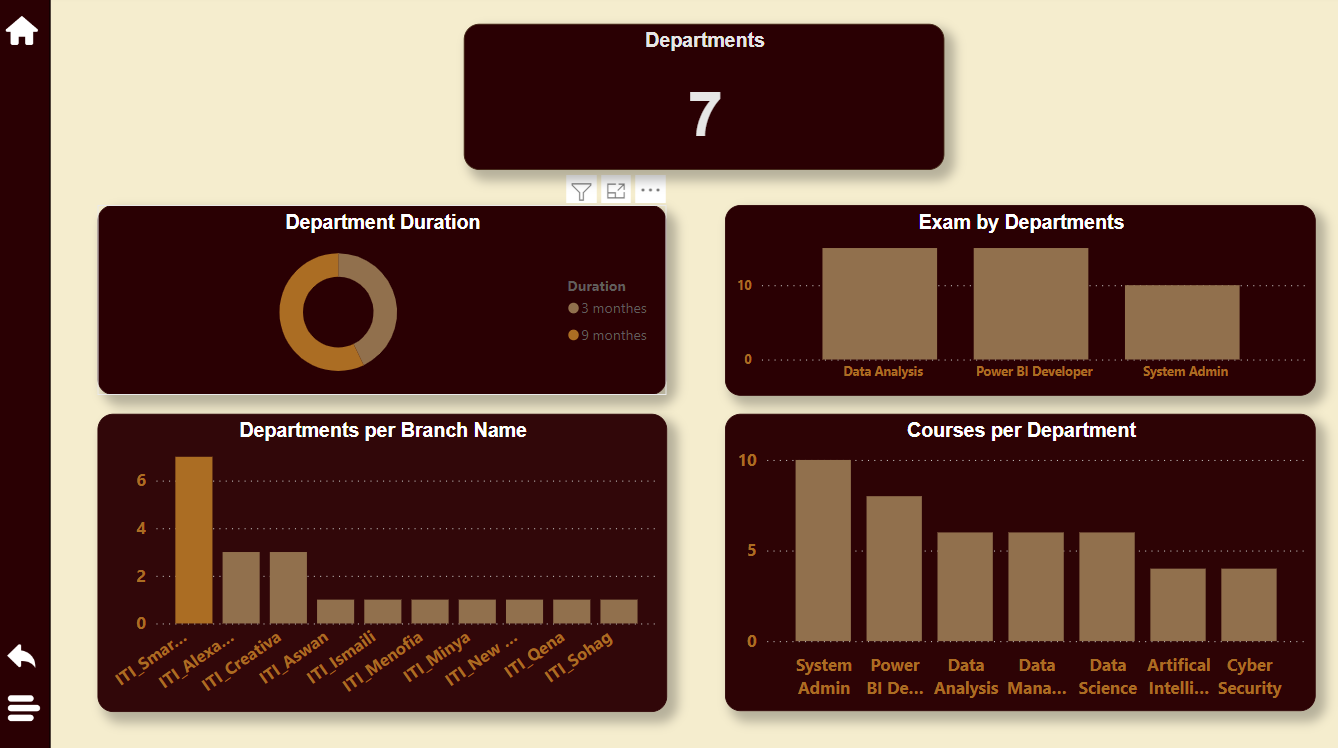 Departments
7
Department Duration
Duration
3 monthes
9 monthes
Exam by Departments
10
0
Data Analysis
Power BI Developer
System Admin
Departments per Branch Name
6
4
2
0
ITI_Smar...
ITI_Alexa...
ITI_Creativa
ITI_Aswan
ITI_Ismaili
ITI_Menofia
ITI_Minya
ITI_New ...
ITI_Qena
ITI_Sohag
Courses per Department
10
5
0
System
Admin
Power
BI De...
Data
Analysis
Data
Mana...
Data
Science
Artifical
Intelli...
Cyber
Security